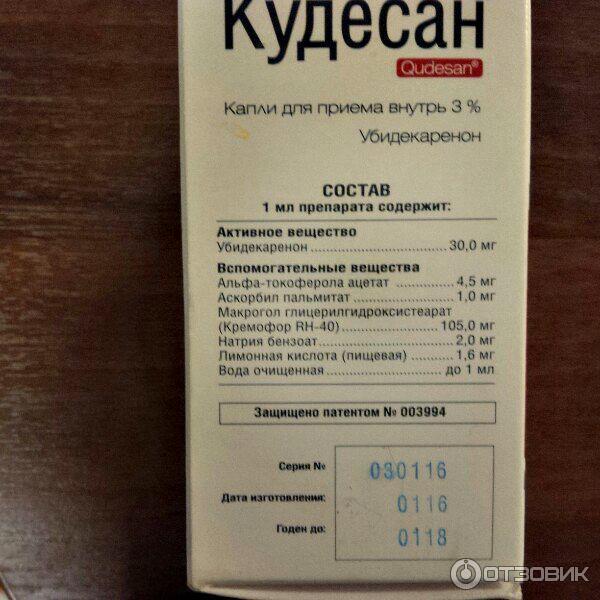 Кудесан
Qudesan®
Капли для приема внутрь 3 %
Убидекаренон
СОСТАВ
1 мл препарата содержит:
Активное вещество
Убидекаренон ........ 30,0 мг
Вспомогательные вещества
Альфа-токоферола ацетат ........ 4,5 мг
Аскорбил пальмитат ........ 1,0 мг
Макрогол глицерилгидроксистеарат
(Кремофор RH-40) ........ 105,0 мг
Натрия бензоат ........ 2,0 мг
Лимонная кислота (пищевая) ........ 1,6 мг
Вода очищенная ........ до 1 мл
Защищено патентом № 003994
Серия № 030116
Дата изготовления: 0116
Годен до: 0118
ОТЗОВИК